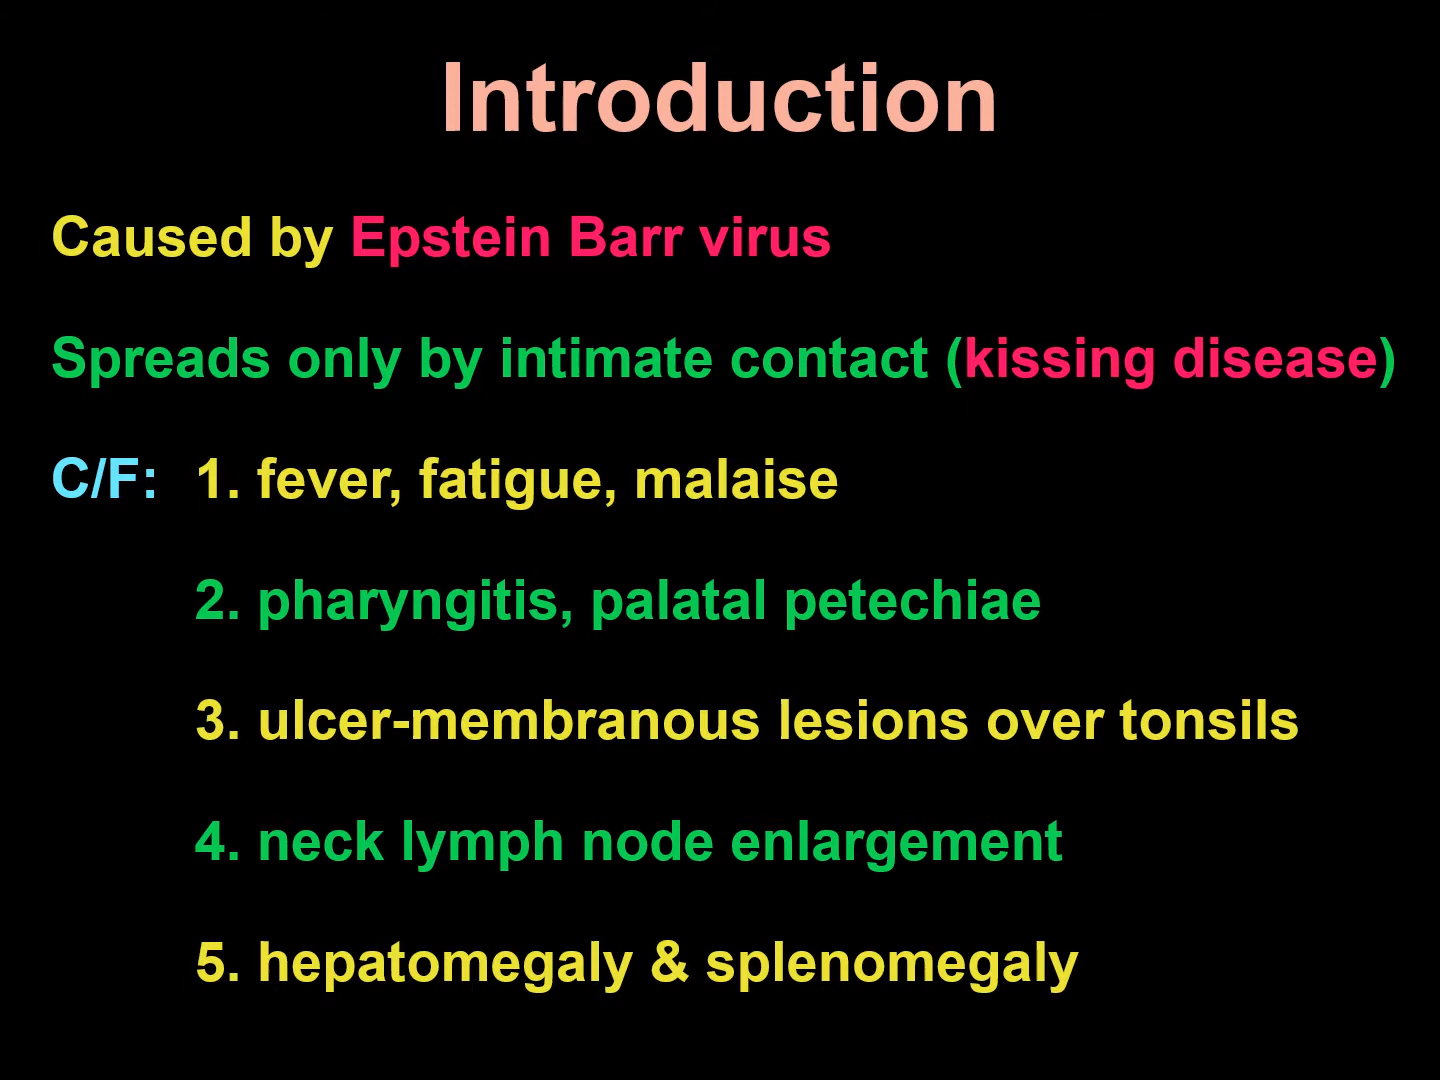 Introduction
Caused by Epstein Barr virus
Spreads only by intimate contact (kissing disease)
C/F: 1. fever, fatigue, malaise
2. pharyngitis, palatal petechiae
3. ulcer-membranous lesions over tonsils
4. neck lymph node enlargement
5. hepatomegaly & splenomegaly